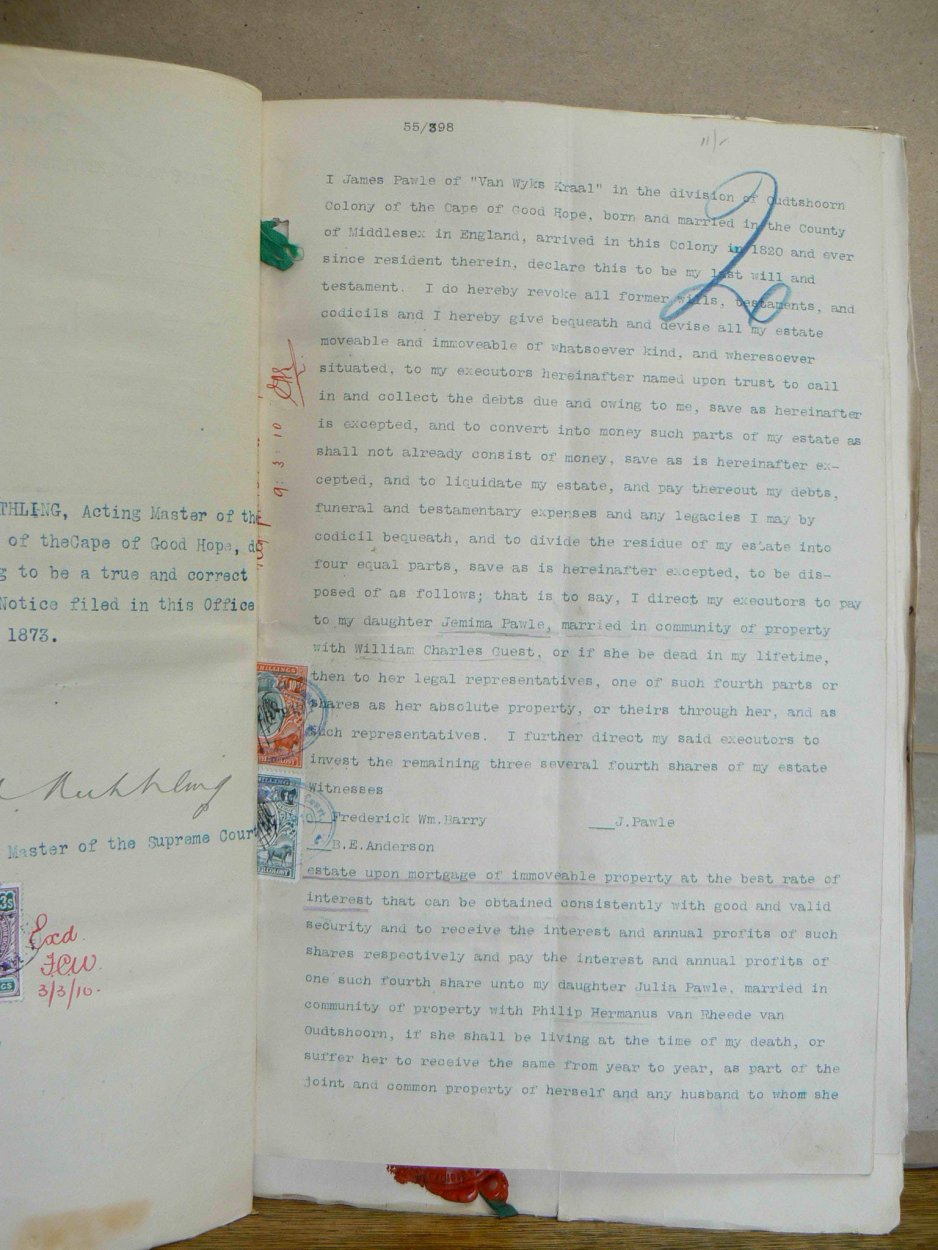 THLING, Acting Master of the
of theCape of Good Hope, d
g to be a true and correct
Notice filed in this Office
1873.
Master of the Supreme Court
3s
Exd.
3/3/10.
9: 3: 10
55/398
2
I James Pawle of "Van Wyks Kraal" in the division of Oudtshoorn
Colony of the Cape of Good Hope, born and married in the County
of Middlesex in England, arrived in this Colony in 1820 and ever
since resident therein, declare this to be my last will and
testament. I do hereby revoke all former wills, testaments, and
codicils and I hereby give bequeath and devise all my estate
moveable and immoveable of whatsoever kind, and wheresoever
situated, to my executors hereinafter named upon trust to call
in and collect the debts due and owing to me, save as hereinafter
is excepted, and to convert into money such parts of my estate as
shall not already consist of money, save as is hereinafter ex-
cepted, and to liquidate my estate, and pay thereout my debts,
funeral and testamentary expenses and any legacies I may by
codicil bequeath, and to divide the residue of my estate into
four equal parts, save as is hereinafter excepted, to be dis-
posed of as follows; that is to say, I direct my executors to pay
to my daughter Jemima Pawle, married in community of property
with William Charles Guest, or if she be dead in my lifetime,
then to her legal representatives, one of such fourth parts or
shares as her absolute property, or theirs through her, and as
such representatives. I further direct my said executors to
invest the remaining three several fourth shares of my estate
Witnesses
Frederick Wm.Barry ___J.Pawle
B.E.Anderson
estate upon mortgage of immoveable property at the best rate of
interest that can be obtained consistently with good and valid
security and to receive the interest and annual profits of such
shares respectively and pay the interest and annual profits of
one such fourth share unto my daughter Julia Pawle, married in
community of property with Philip Hermanus van Rheede van
Oudtshoorn, if she shall be living at the time of my death, or
suffer her to receive the same from year to year, as part of the
joint and common property of herself and any husband to whom she